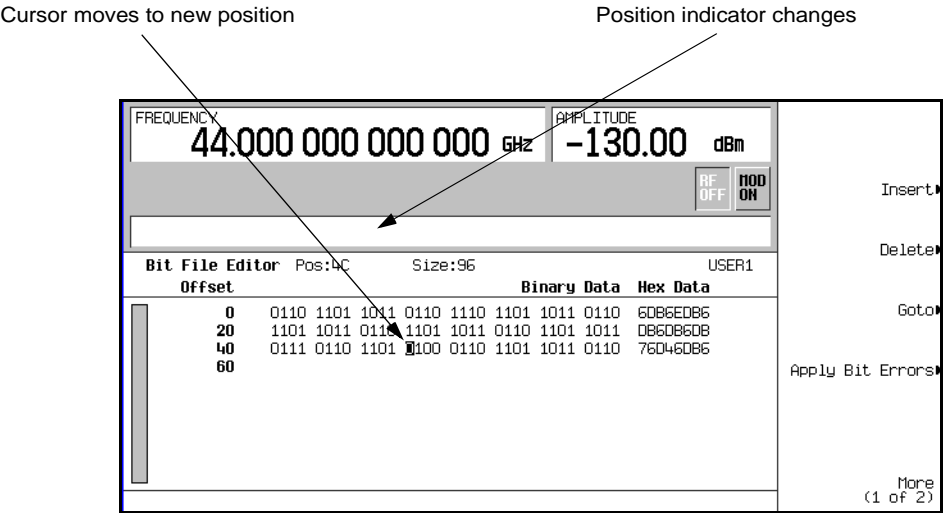 Cursor moves to new position
Position indicator changes
FREQUENCY
44.000 000 000 000 GHz
AMPLITUDE
-130.00 dBm
RF OFF
MOD ON
Insert
Delete
Goto
Apply Bit Errors
More
(1 of 2)
Bit File Editor Pos:4C Size:96 USER1
Offset Binary Data Hex Data
0 0110 1101 1011 0110 1110 1101 1011 0110 6DB6EDB6
20 1101 1011 0110 1101 1011 0110 1101 1011 DB6DB6DB
40 0111 0110 1101 0100 0110 1101 1011 0110 76D46DB6
60